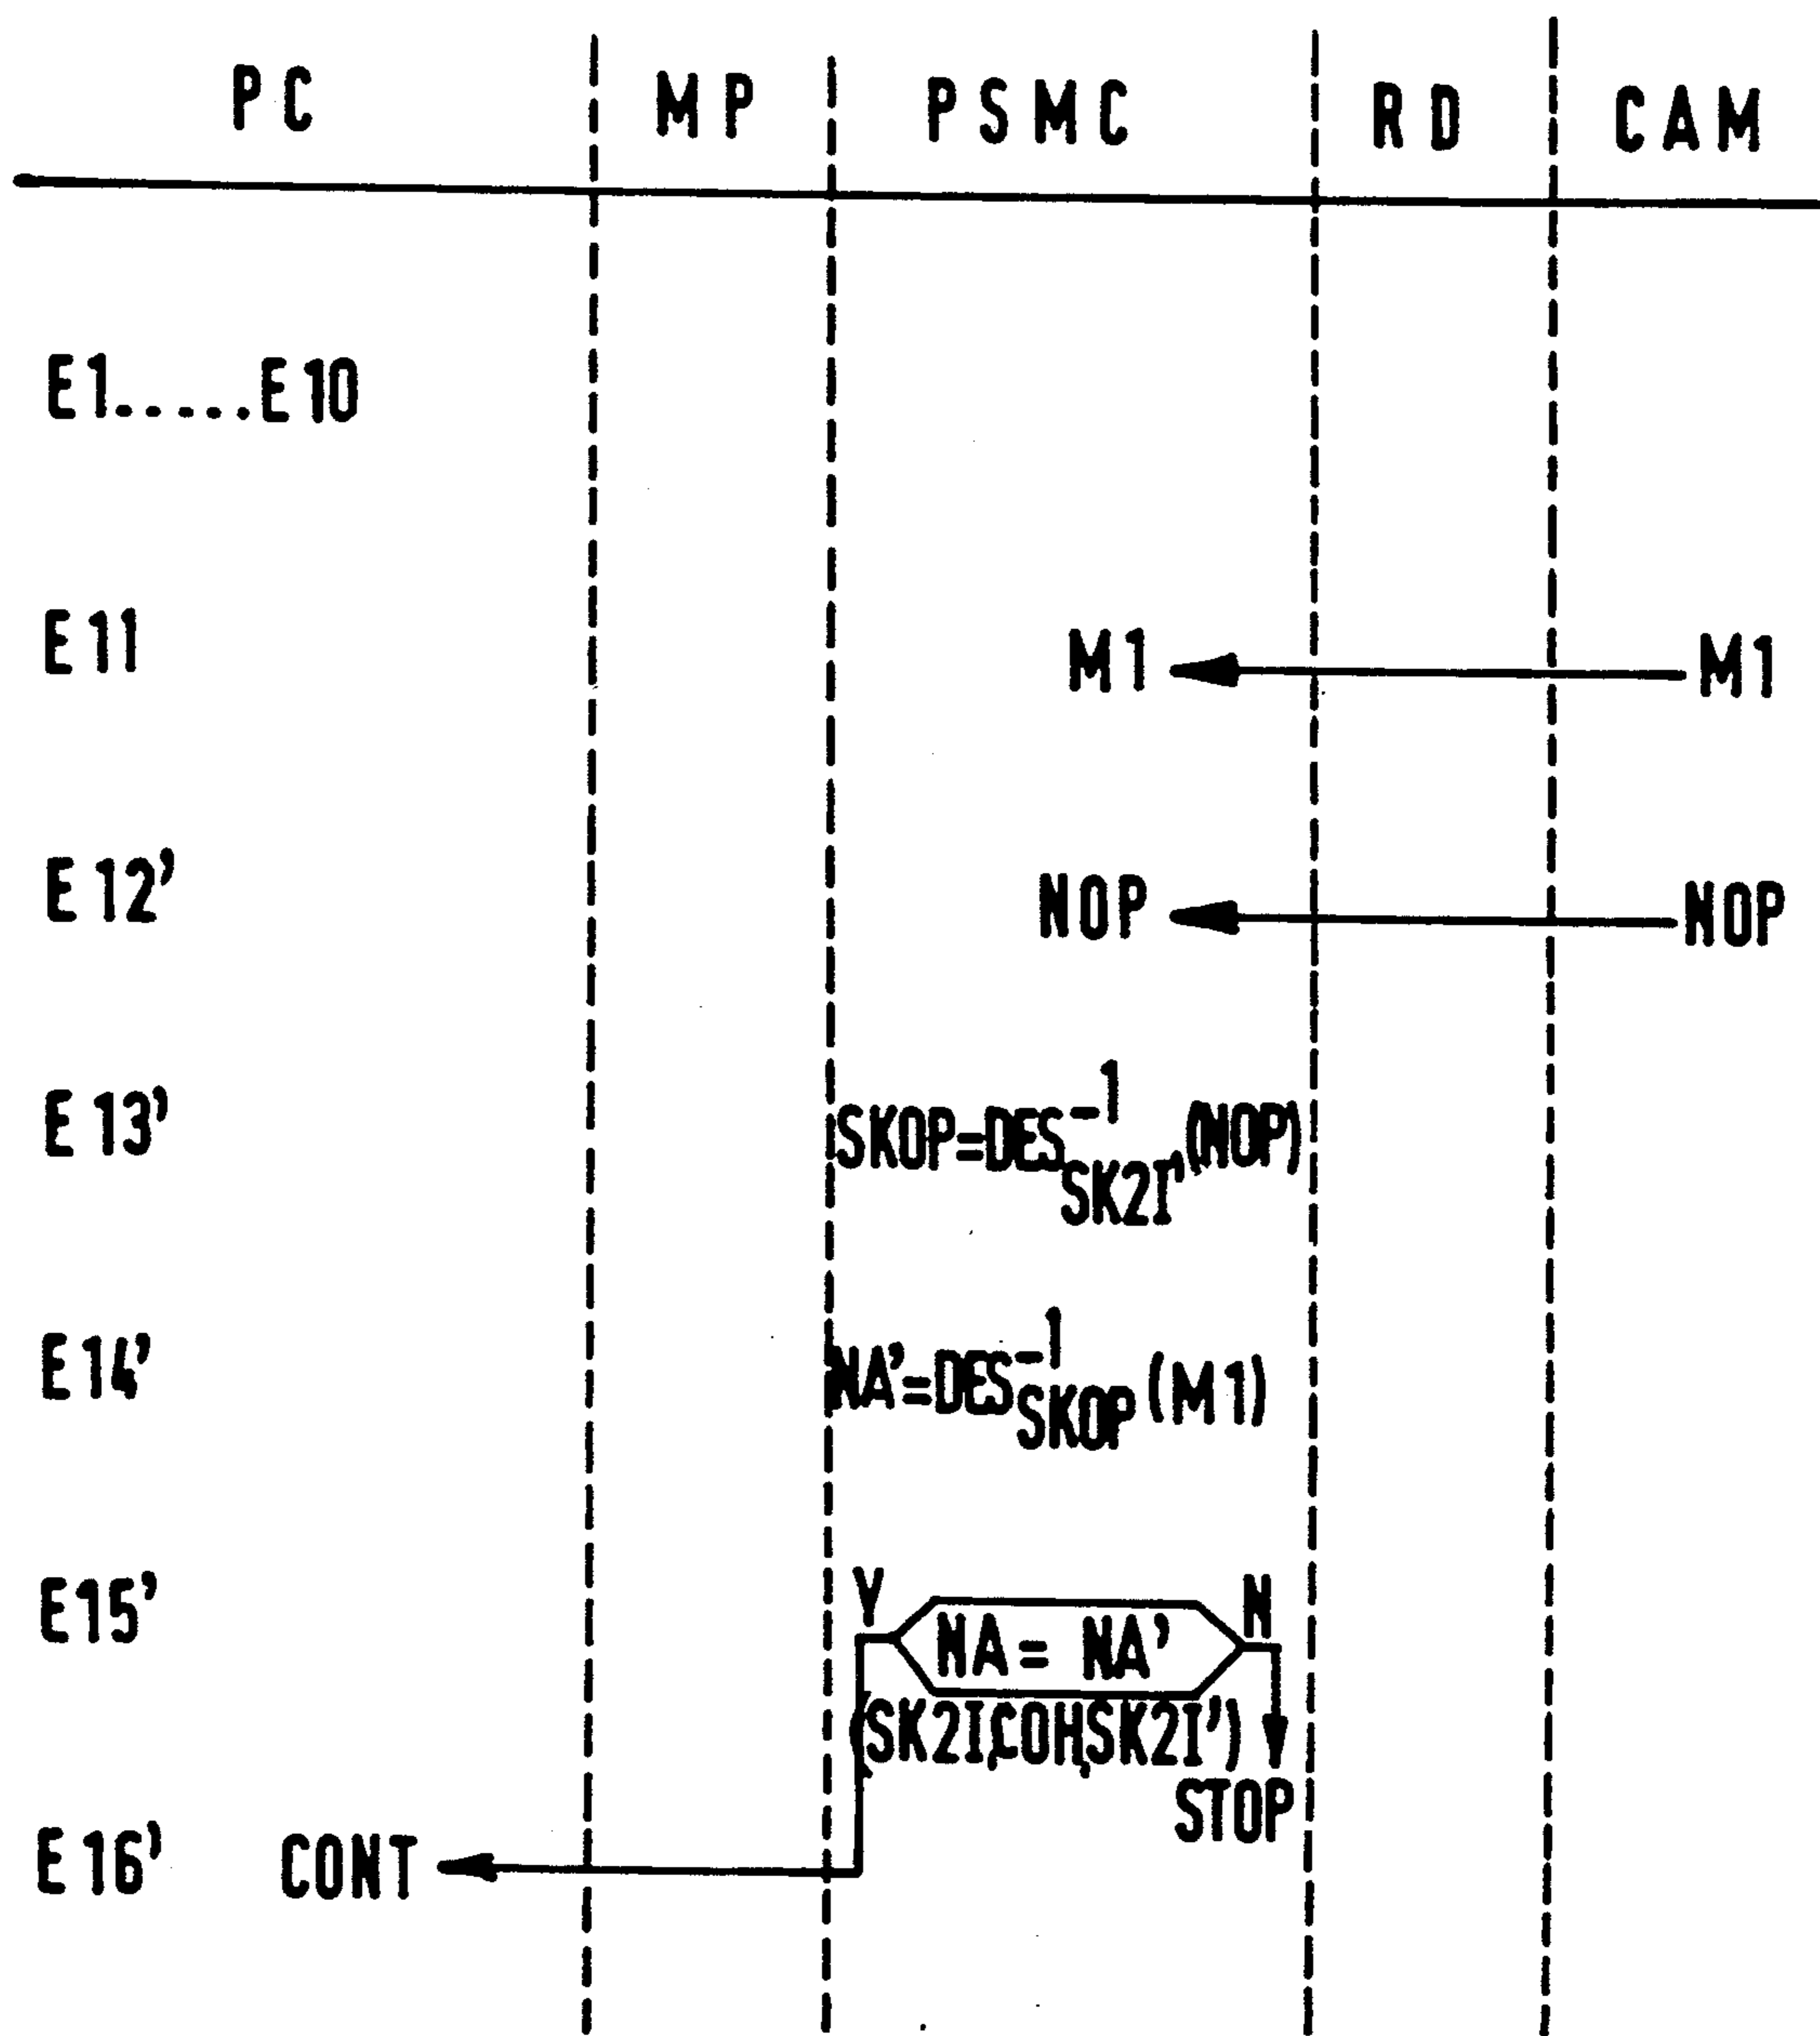 PC MP PSMC RD CAM
E1.....E10
E11 M1 M1
E12' NOP NOP
E13' SKOP=DES⁻¹SK2I'(NOP)
E14' NA'=DES⁻¹SKOP(M1)
E15' Y NA= NA' N
(SK2I,COH,SK2I')
STOP
E16' CONT